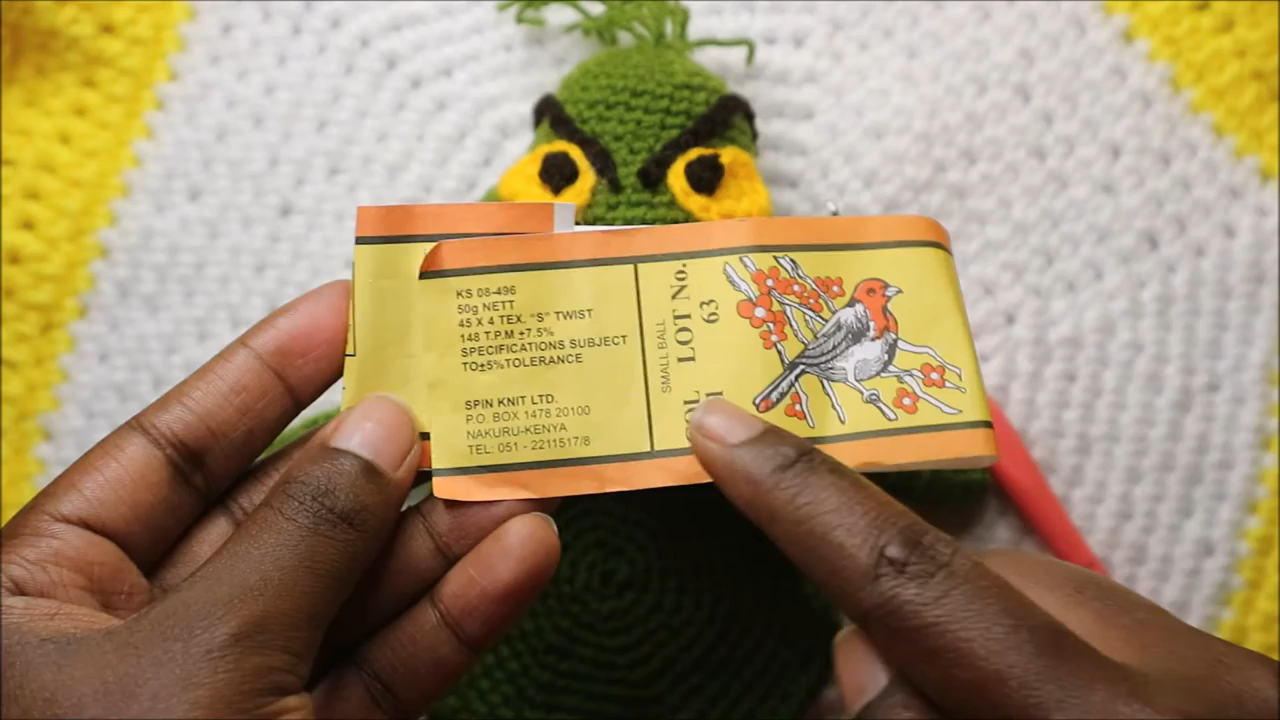 KS 08-496
50g NETT
45 X 4 TEX. "S" TWIST
148 T.P.M ±7.5%
SPECIFICATIONS SUBJECT
TO±5%TOLERANCE
SPIN KNIT LTD.
P.O. BOX 1478 20100
NAKURU-KENYA
TEL: 051 - 2211517/8
SMALL BALL
LOT No.
63